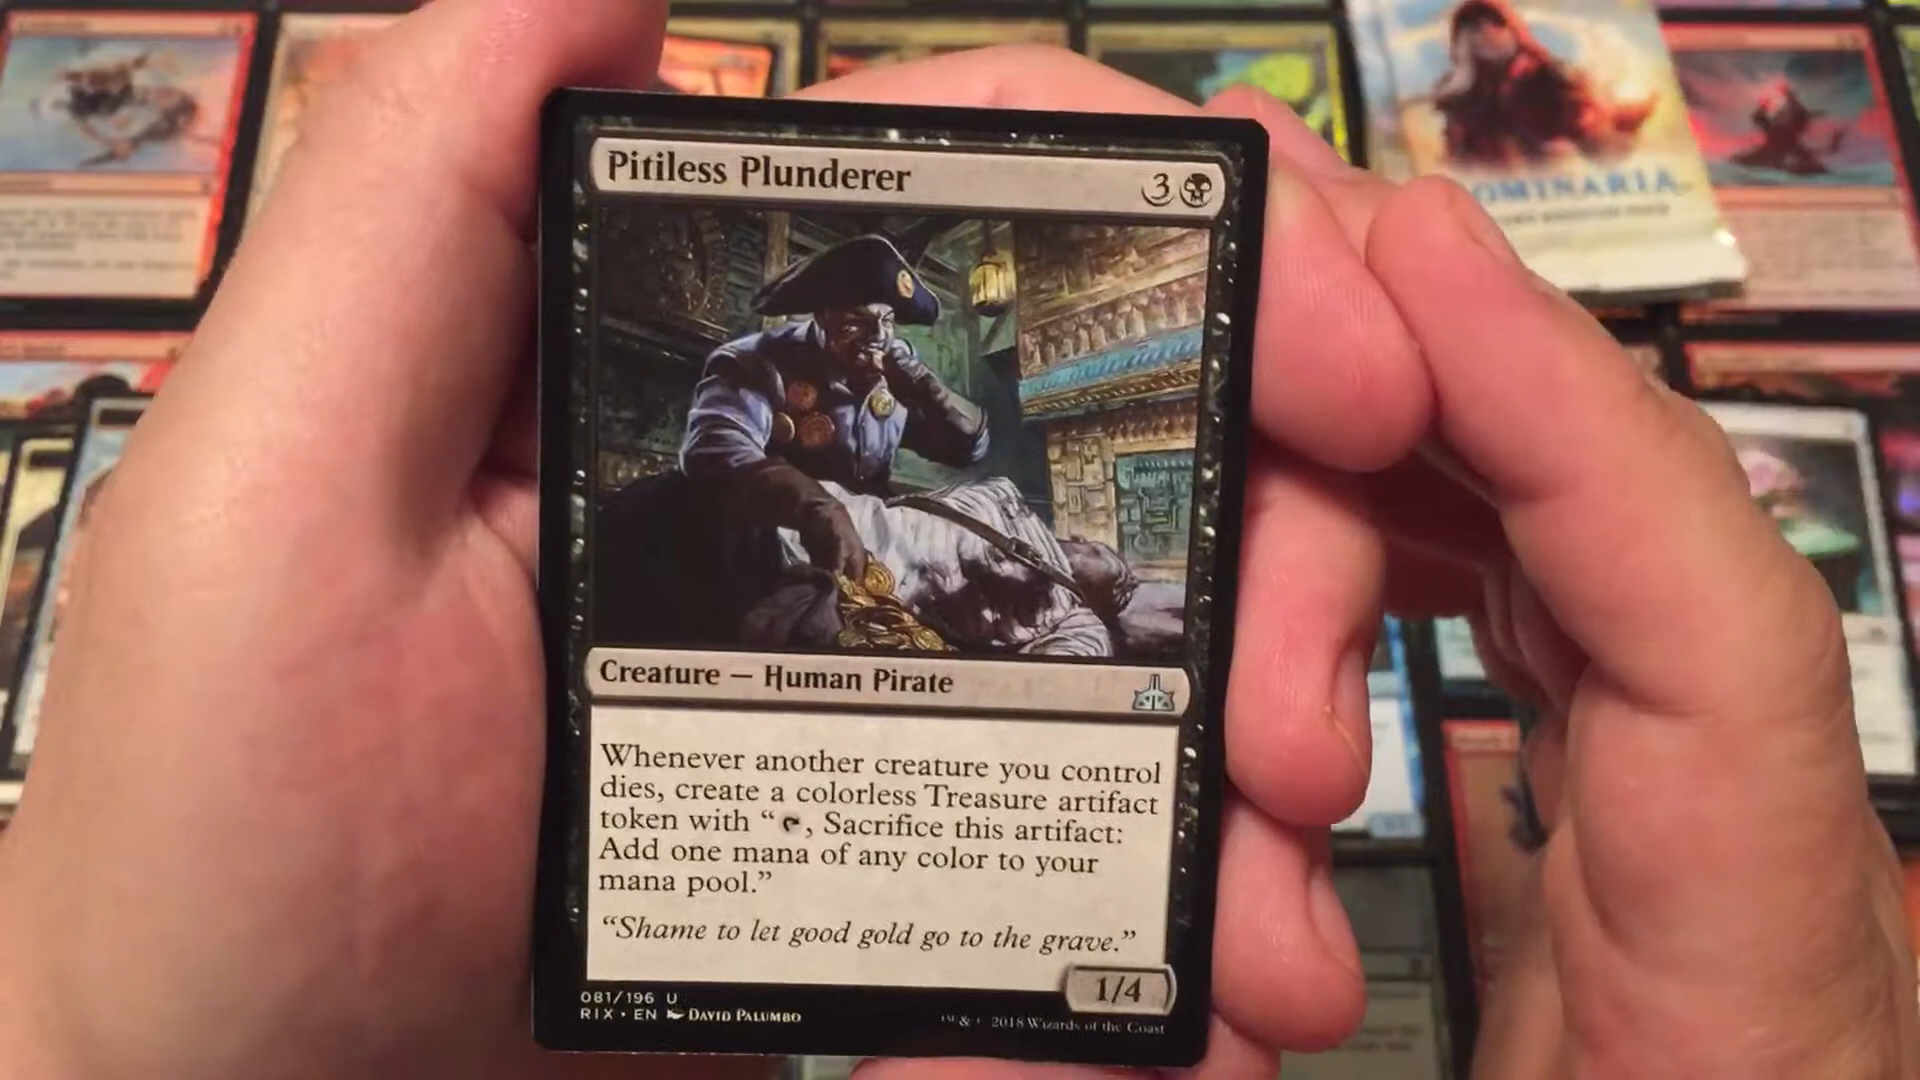 Pitiless Plunderer 3
Creature — Human Pirate
Whenever another creature you control
dies, create a colorless Treasure artifact
token with “ , Sacrifice this artifact:
Add one mana of any color to your
mana pool.”
“Shame to let good gold go to the grave.”
1/4
081/196 U
RIX • EN DAVID PALUMBO
™ & © 2018 Wizards of the Coast
OMINARIA